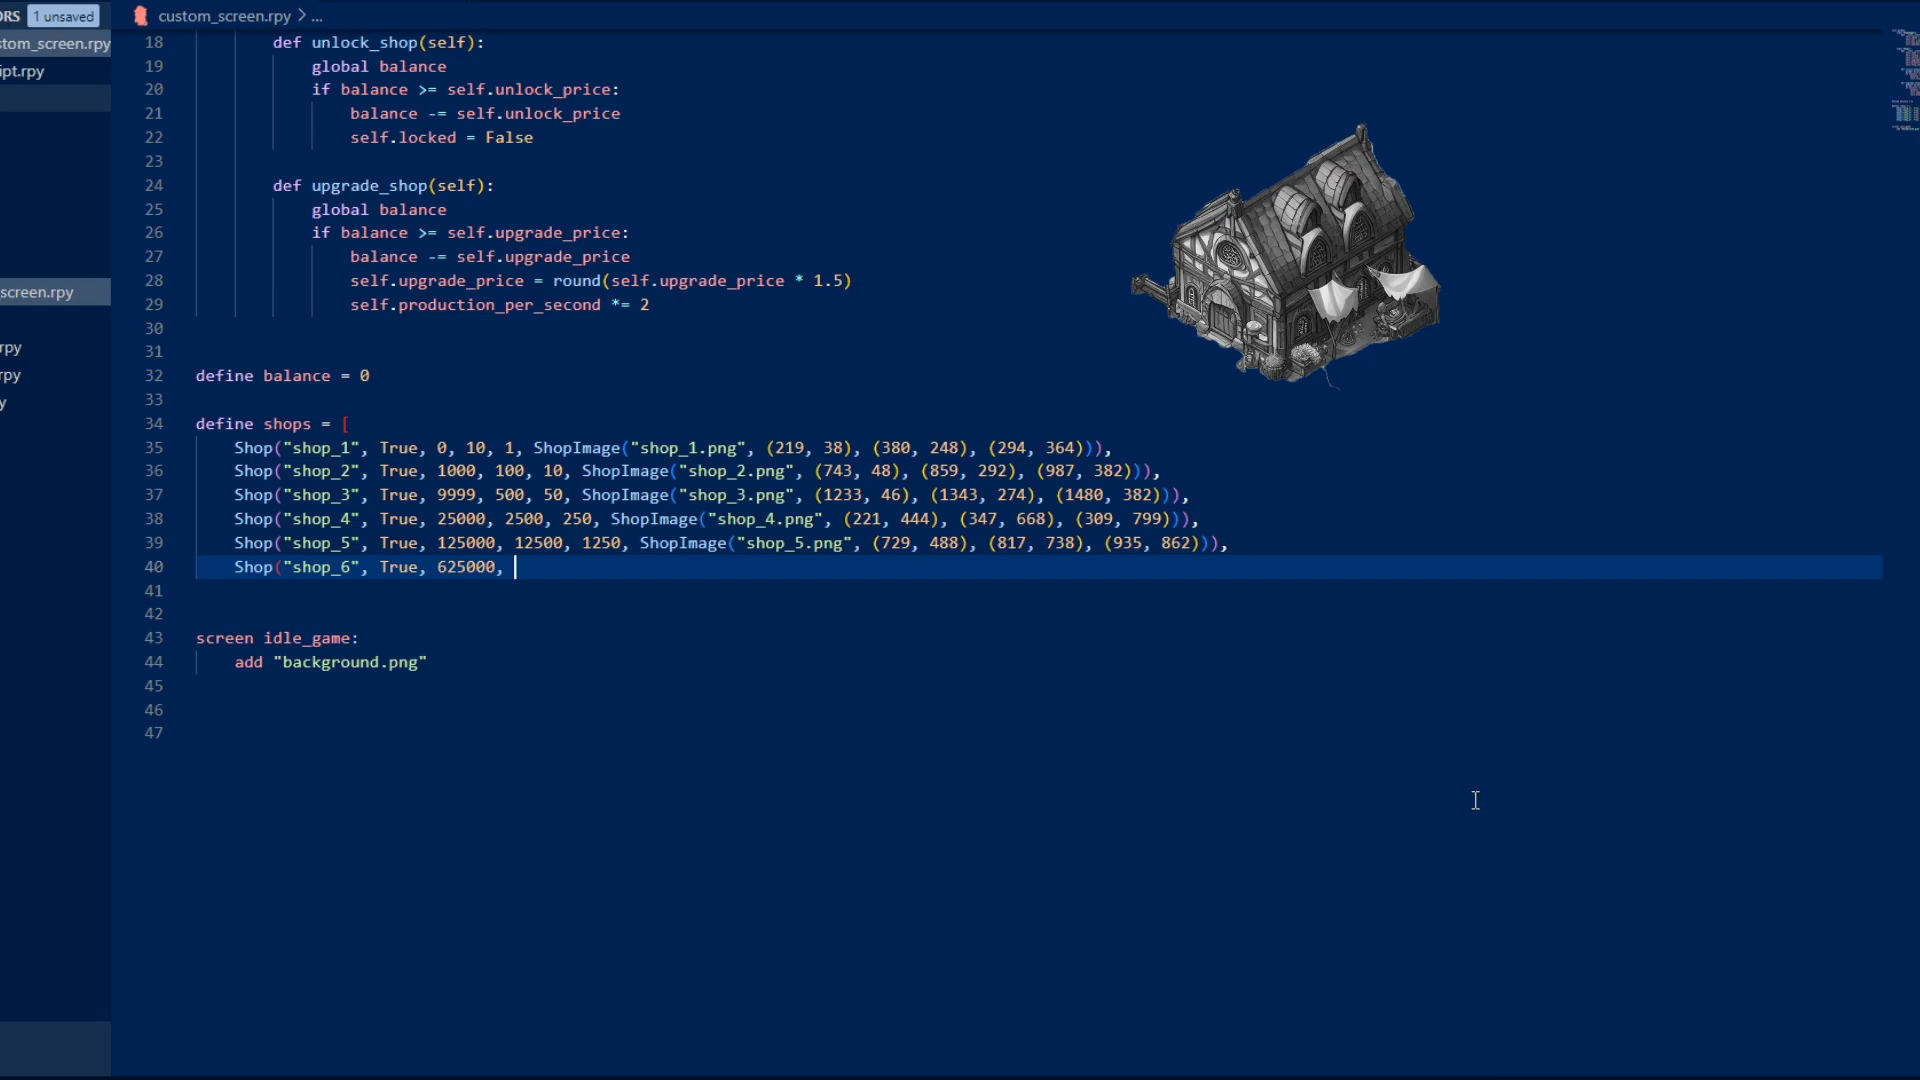 ORS 1 unsaved
custom_screen.rpy > ...
stom_screen.rpy
ipt.rpy
screen.rpy
rpy
rpy
y
18 def unlock_shop(self):
19 global balance
20 if balance >= self.unlock_price:
21 balance -= self.unlock_price
22 self.locked = False
23
24 def upgrade_shop(self):
25 global balance
26 if balance >= self.upgrade_price:
27 balance -= self.upgrade_price
28 self.upgrade_price = round(self.upgrade_price * 1.5)
29 self.production_per_second *= 2
30
31
32 define balance = 0
33
34 define shops = [
35 Shop("shop_1", True, 0, 10, 1, ShopImage("shop_1.png", (219, 38), (380, 248), (294, 364))),
36 Shop("shop_2", True, 1000, 100, 10, ShopImage("shop_2.png", (743, 48), (859, 292), (987, 382))),
37 Shop("shop_3", True, 9999, 500, 50, ShopImage("shop_3.png", (1233, 46), (1343, 274), (1480, 382))),
38 Shop("shop_4", True, 25000, 2500, 250, ShopImage("shop_4.png", (221, 444), (347, 668), (309, 799))),
39 Shop("shop_5", True, 125000, 12500, 1250, ShopImage("shop_5.png", (729, 488), (817, 738), (935, 862))),
40 Shop("shop_6", True, 625000,
41
42
43 screen idle_game:
44 add "background.png"
45
46
47